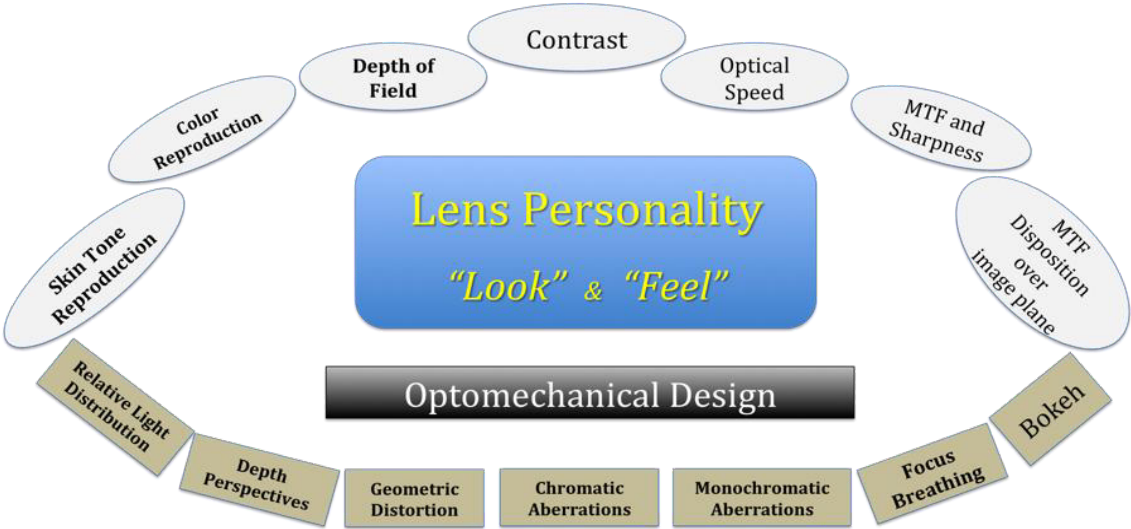 Contrast
Depth of
Field
Optical
Speed
Color
Reproduction
MTF and
Sharpness
Skin Tone
Reproduction
MTF
Disposition
over
image plane
Lens Personality
“Look” & “Feel”
Optomechanical Design
Relative Light
Distribution
Depth
Perspectives
Geometric
Distortion
Chromatic
Aberrations
Monochromatic
Aberrations
Focus
Breathing
Bokeh